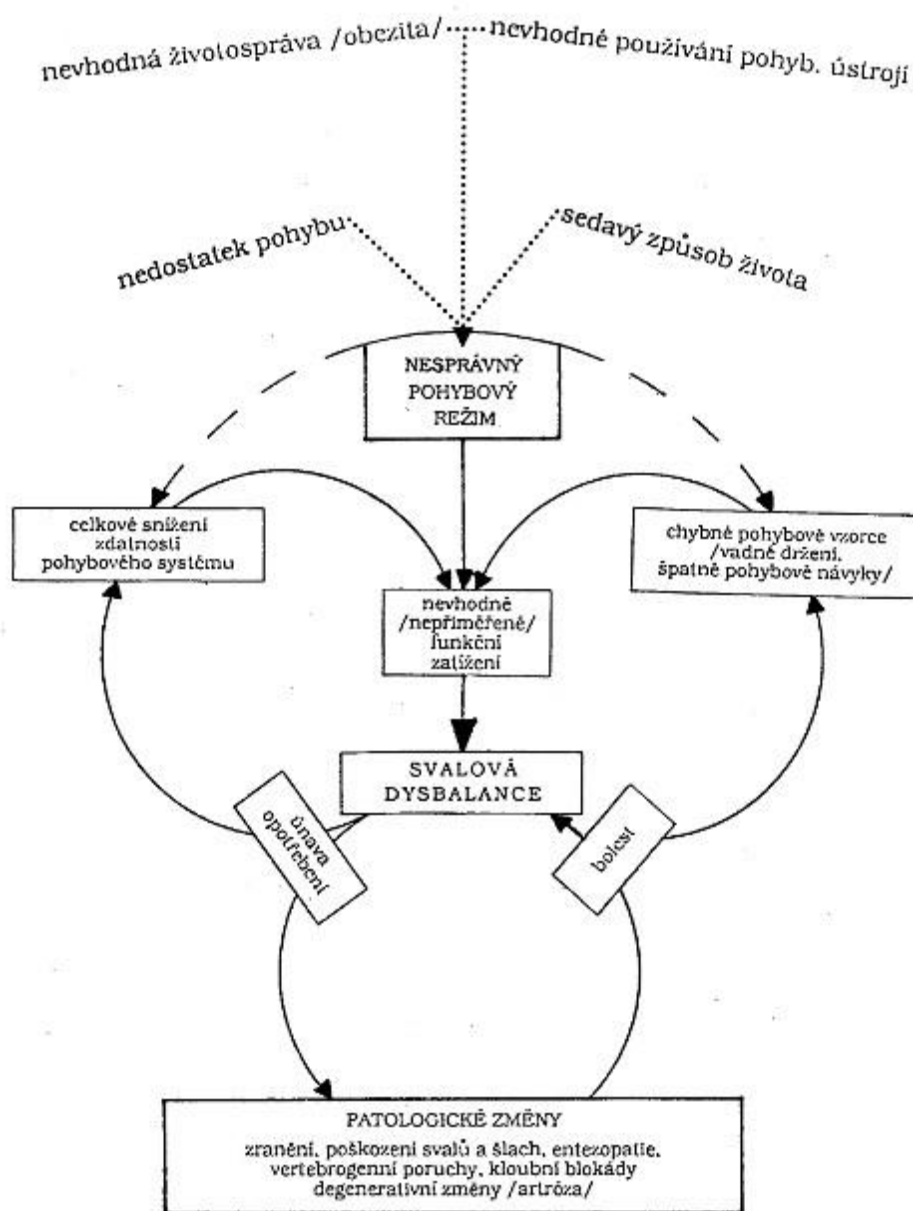 nevhodná životospráva /obezita/
nevhodné používání pohyb. ústrojí
nedostatek pohybu
sedavý způsob života
NESPRÁVNÝ
POHYBOVÝ
REŽIM
celkové snížení
zdatnosti
pohybového systému
chybné pohybové vzorce
/vadné držení,
špatné pohybové návyky/
nevhodné
/nepřiměřené/
funkční
zatížení
SVALOVÁ
DYSBALANCE
únava
opotřebení
bolest
PATOLOGICKÉ ZMĚNY
zranění, poškození svalů a šlach, entezopatie,
vertebrogenní poruchy, kloubní blokády
degenerativní změny /artróza/